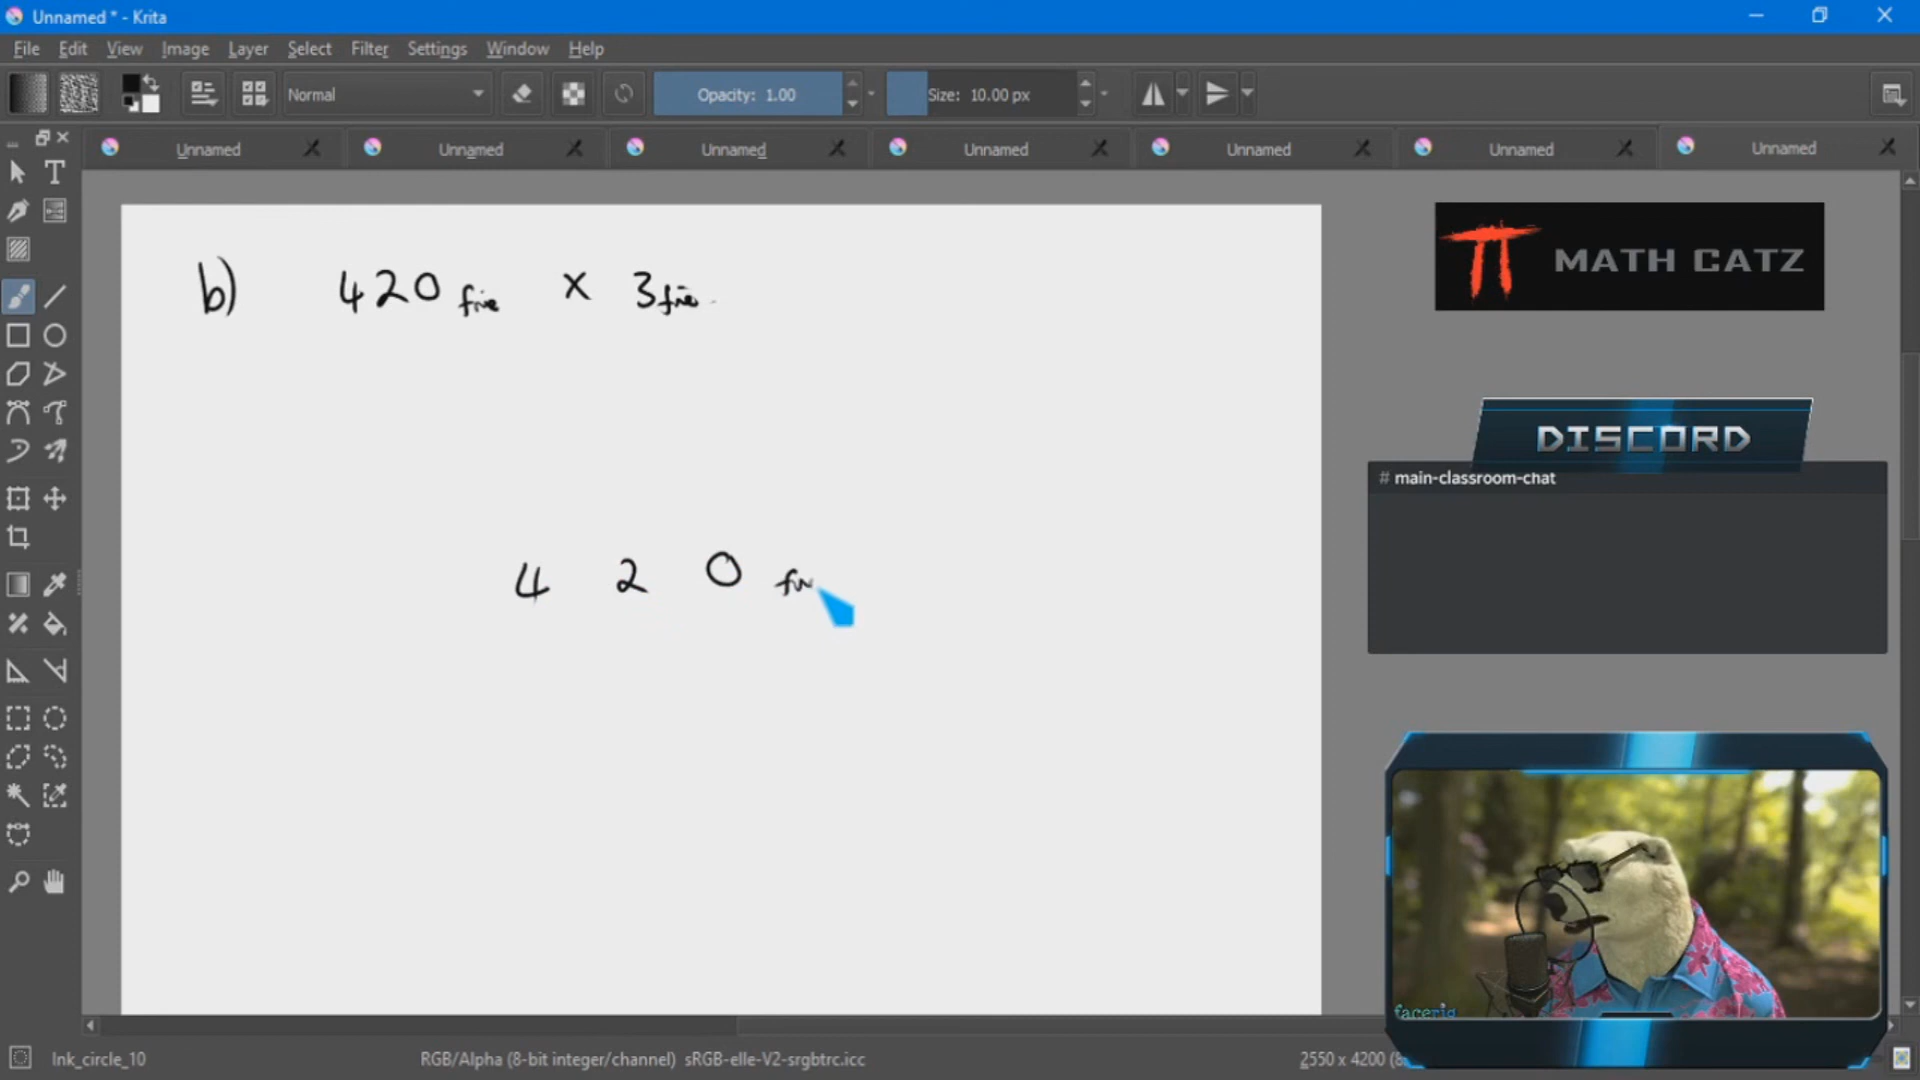 Unnamed * - Krita
File Edit View Image Layer Select Filter Settings Window Help
Normal Opacity: 1.00 Size: 10.00 px
Unnamed Unnamed Unnamed Unnamed Unnamed Unnamed Unnamed
b) 420 five x 3 five
4 2 0
MATH CATZ
DISCORD
# main-classroom-chat
facerig
Ink_circle_10 RGB/Alpha (8-bit integer/channel) sRGB-elle-V2-srgbtrc.icc 2550 x 4200 (8